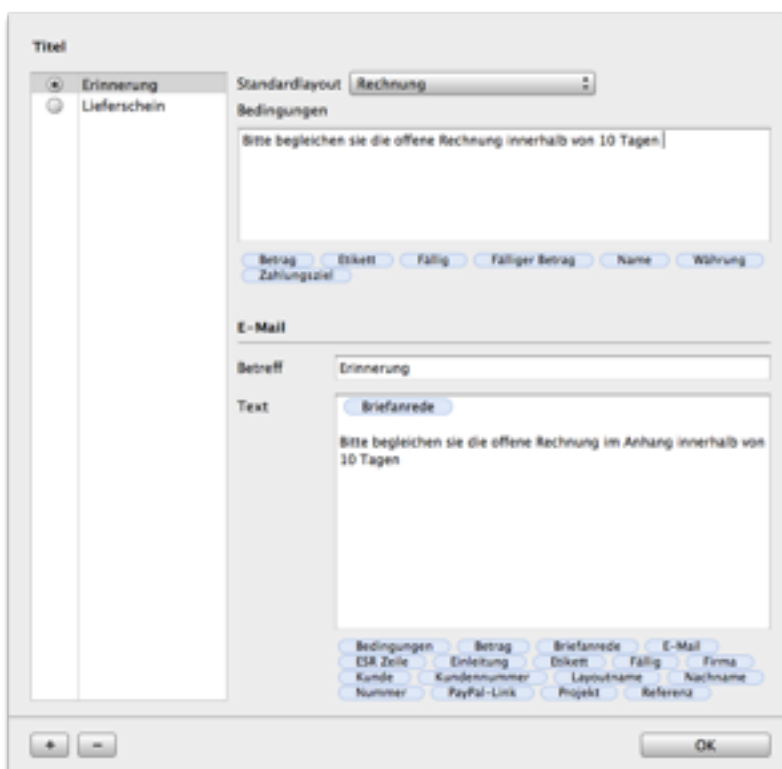 Titel
Erinnerung
Lieferschein
Standardlayout Rechnung
Bedingungen
Bitte begleichen sie die offene Rechnung innerhalb von 10 Tagen
Betrag Etikett Fällig Fälliger Betrag Name Währung
Zahlungsziel
E-Mail
Betreff Erinnerung
Text Briefanrede
Bitte begleichen sie die offene Rechnung im Anhang innerhalb von
10 Tagen
Bedingungen Betrag Briefanrede E-Mail
ESR Zeile Einleitung Etikett Fällig Firma
Kunde Kundennummer Layoutname Nachname
Nummer PayPal-Link Projekt Referenz
+ − OK